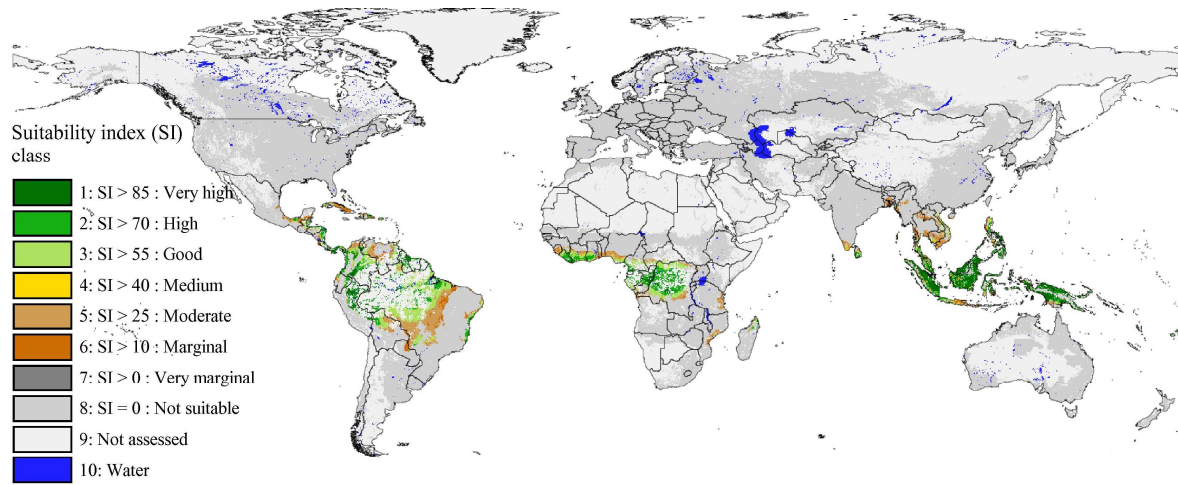 Suitability index (SI)
class
1: SI > 85 : Very high
2: SI > 70 : High
3: SI > 55 : Good
4: SI > 40 : Medium
5: SI > 25 : Moderate
6: SI > 10 : Marginal
7: SI > 0 : Very marginal
8: SI = 0 : Not suitable
9: Not assessed
10: Water